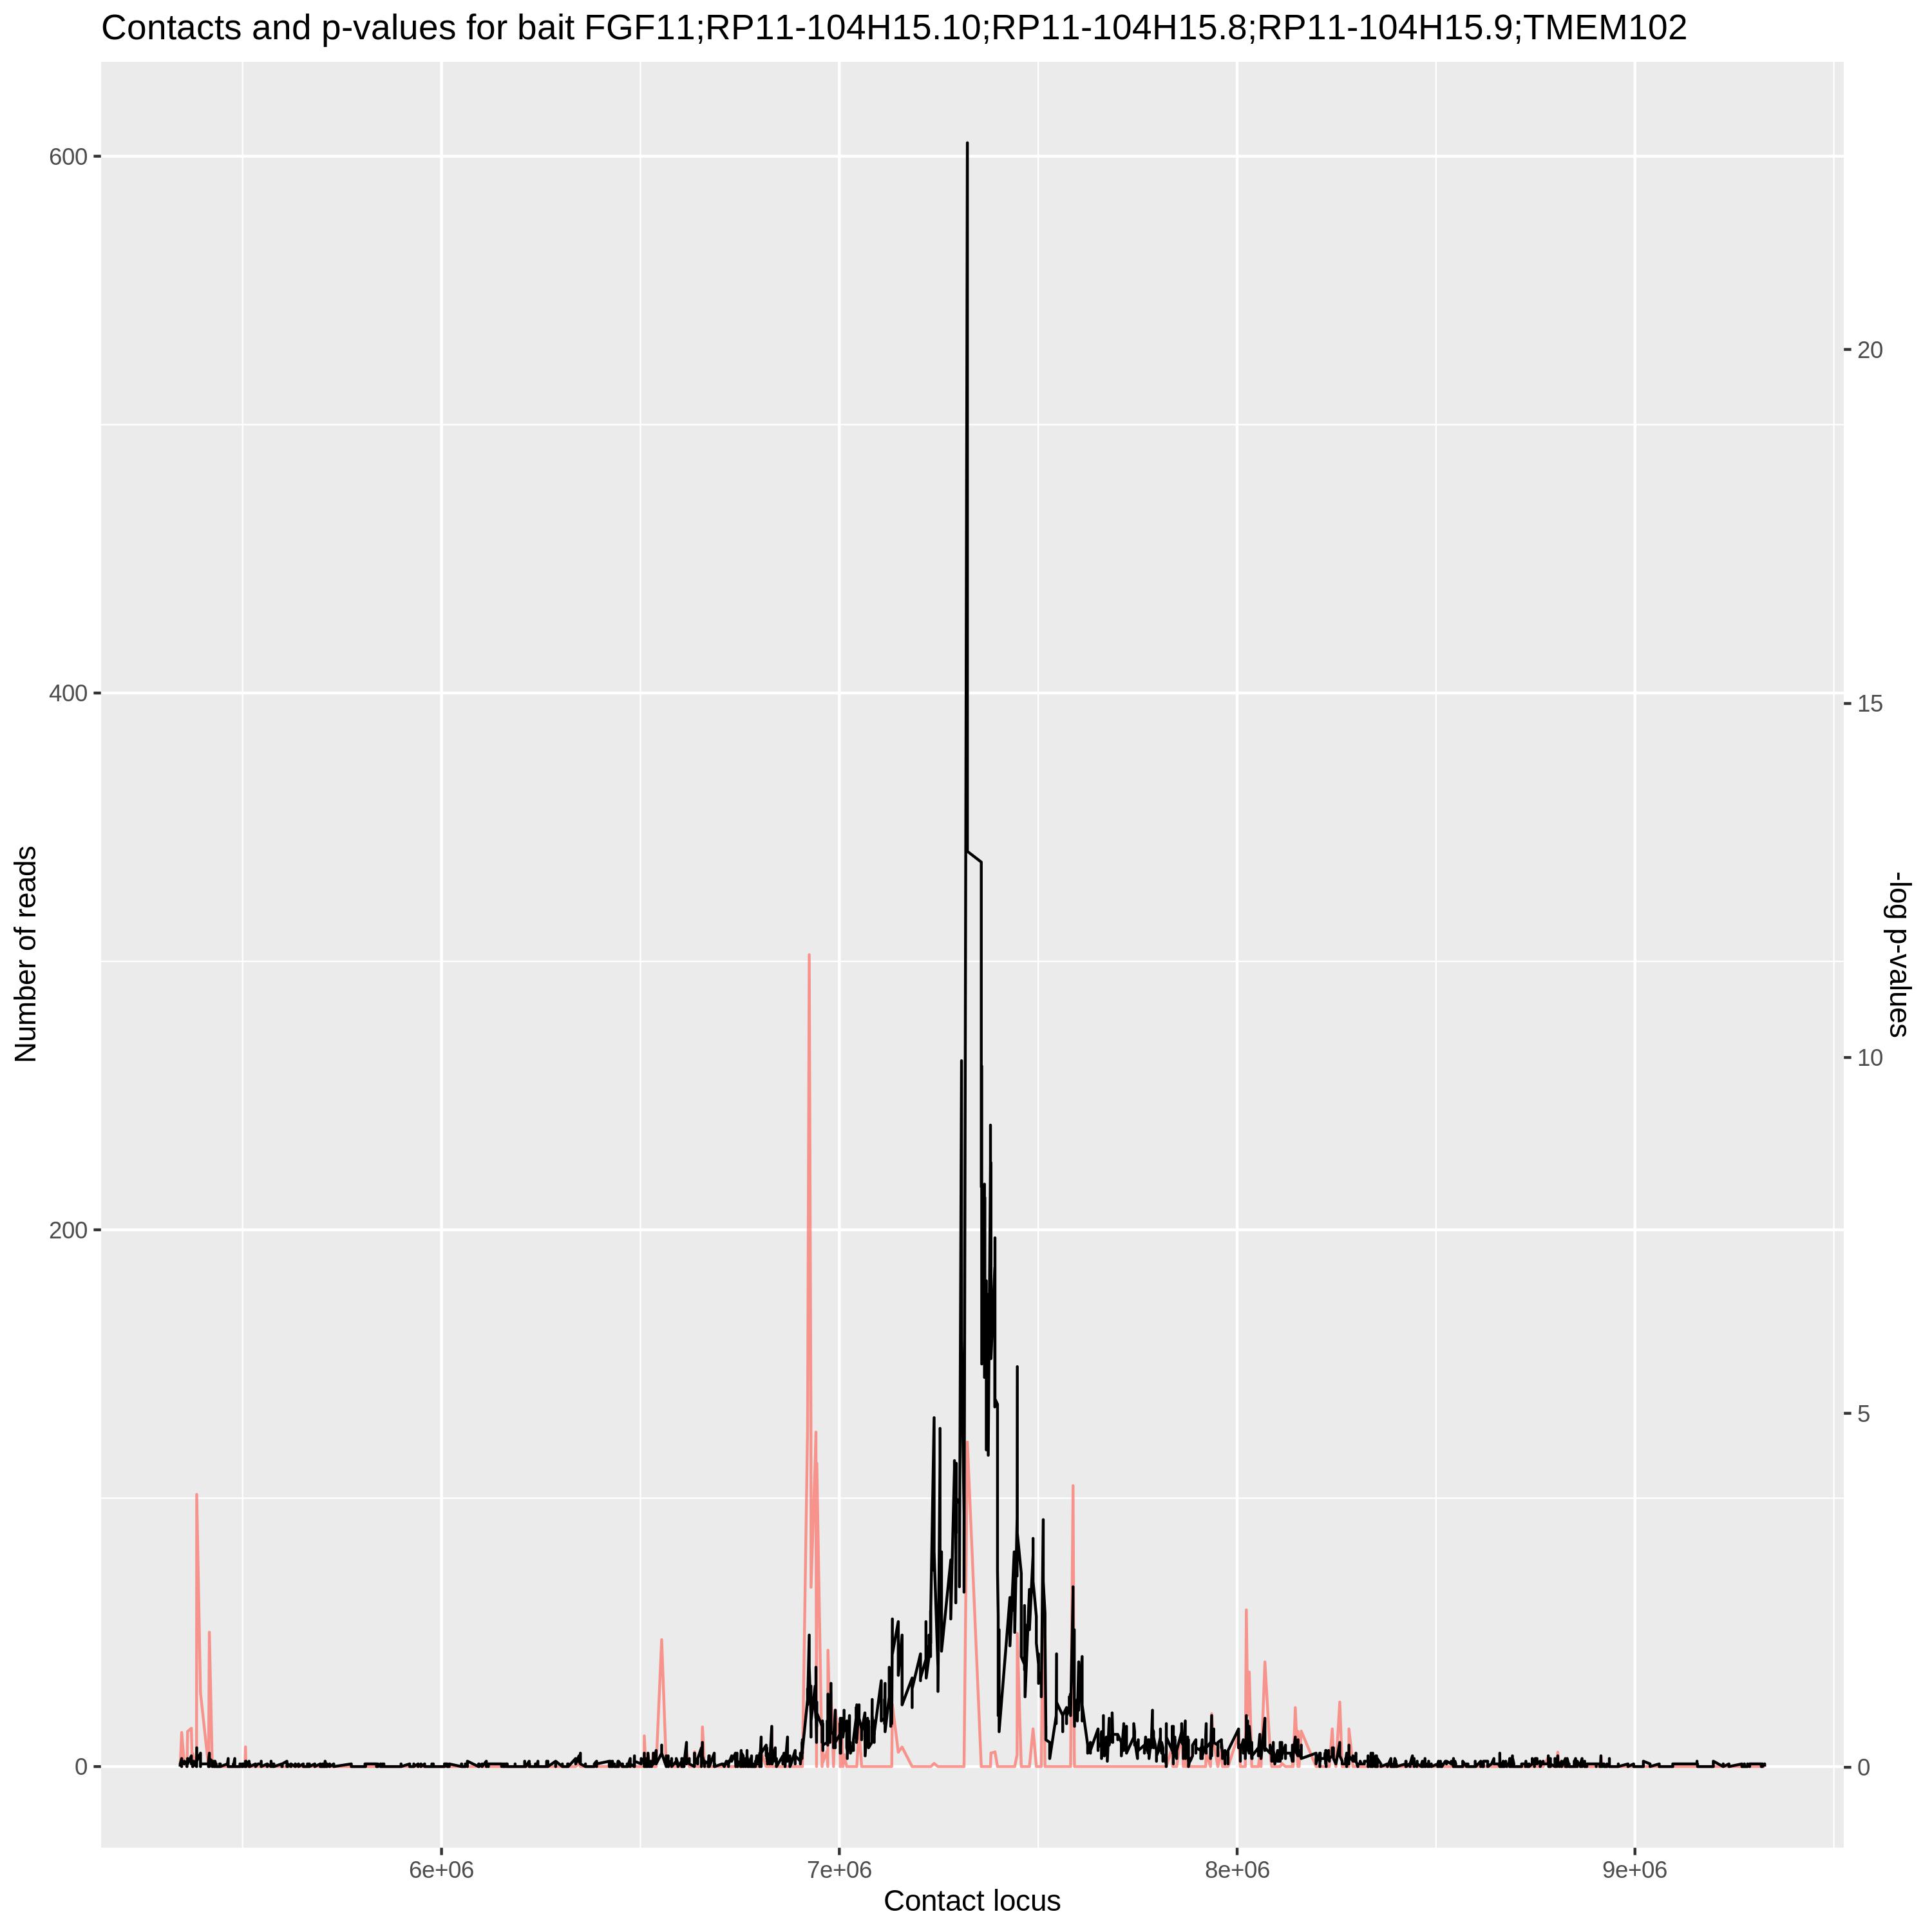 Contacts and p-values for bait FGF11;RP11-104H15.10;RP11-104H15.8;RP11-104H15.9;TMEM102
600
400
200
0
Number of reads
20
15
10
5
0
-log p-values
6e+06 7e+06 8e+06 9e+06
Contact locus